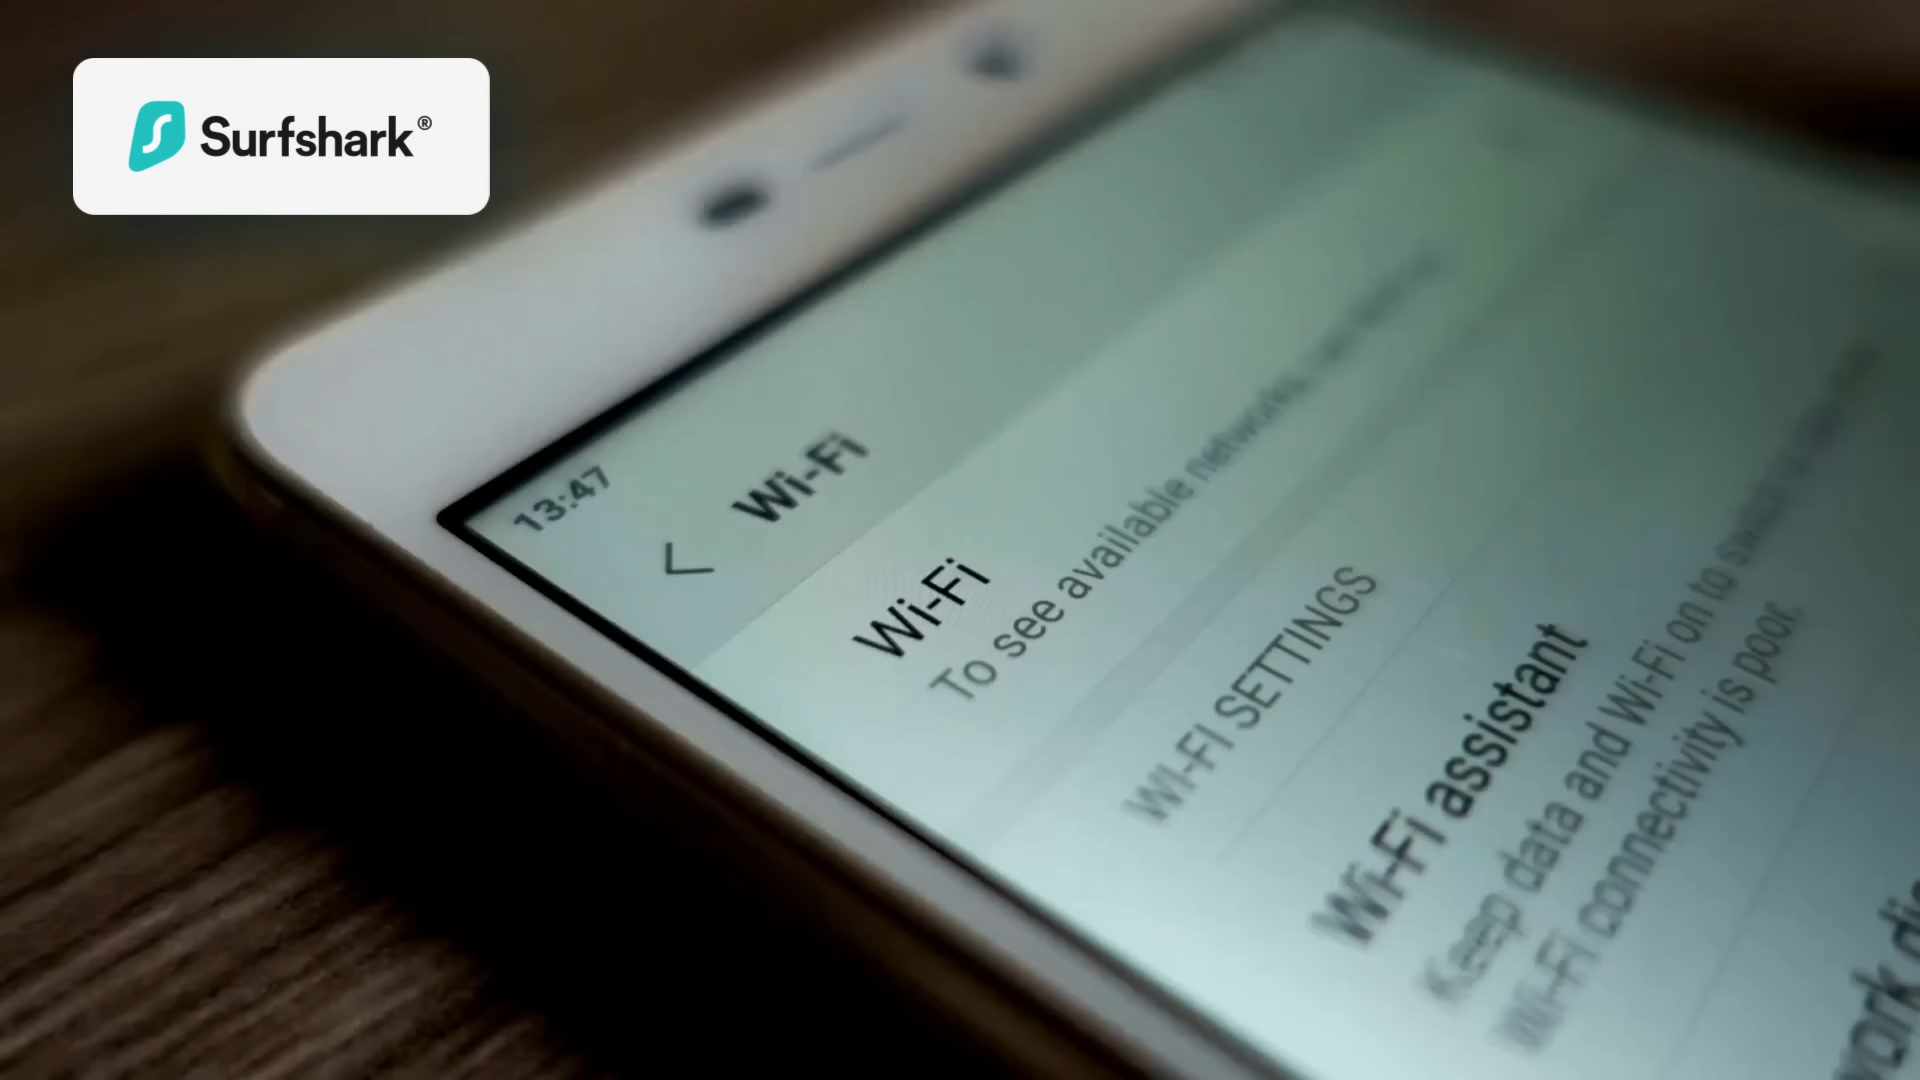 Surfshark®
13:47
Wi-Fi
Wi-Fi
To see available networks,
WI-FI SETTINGS
Wi-Fi assistant
Keep data and Wi-Fi on to switch
Wi-Fi connectivity is poor.